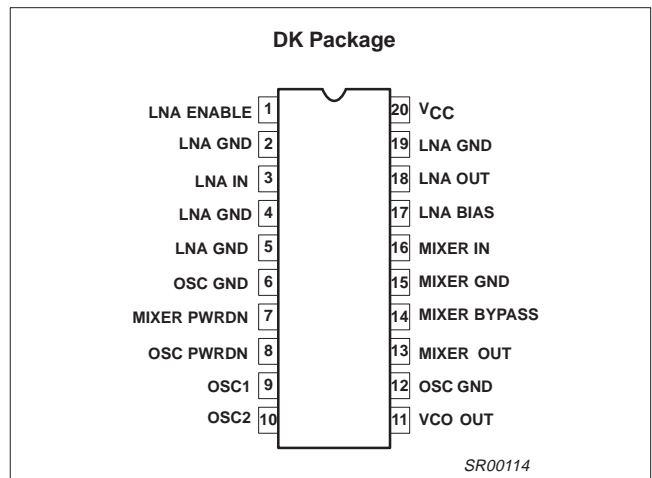 DK Package
LNA ENABLE 1 20 VCC
LNA GND 2 19 LNA GND
LNA IN 3 18 LNA OUT
LNA GND 4 17 LNA BIAS
LNA GND 5 16 MIXER IN
OSC GND 6 15 MIXER GND
MIXER PWRDN 7 14 MIXER BYPASS
OSC PWRDN 8 13 MIXER OUT
OSC1 9 12 OSC GND
OSC2 10 11 VCO OUT
SR00114